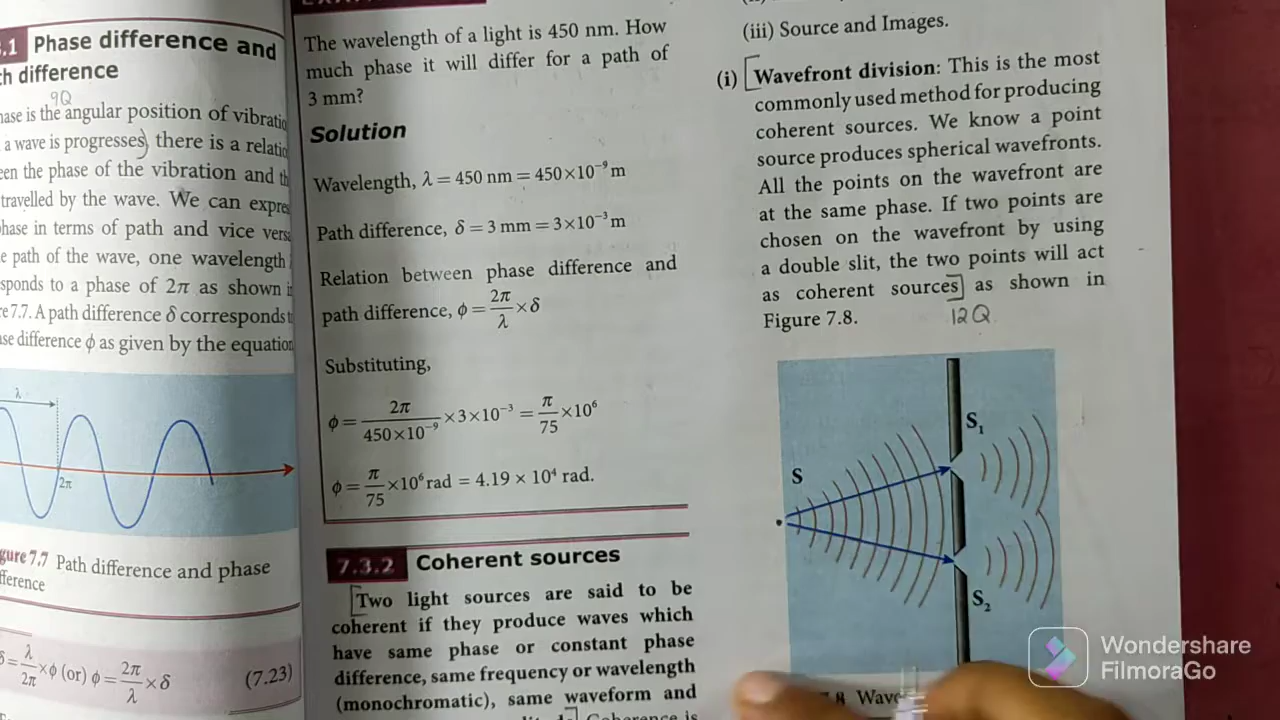 .1 Phase difference and
th difference
9Q
hase is the angular position of vibratio
a wave is progresses) there is a relatio
een the phase of the vibration and th
travelled by the wave. We can expre
phase in terms of path and vice versa
e path of the wave, one wavelength
sponds to a phase of 2π as shown i
re 7.7. A path difference δ corresponds t
ase difference ϕ as given by the equation
λ
2π
gure 7.7 Path difference and phase
fference
δ = λ/2π × ϕ (or) ϕ = 2π/λ × δ (7.23)
The wavelength of a light is 450 nm. How
much phase it will differ for a path of
3 mm?
Solution
Wavelength, λ = 450 nm = 450×10⁻⁹ m
Path difference, δ = 3 mm = 3×10⁻³ m
Relation between phase difference and
path difference, ϕ = 2π/λ × δ
Substituting,
ϕ = 2π/450×10⁻⁹ × 3×10⁻³ = π/75 × 10⁶
ϕ = π/75 × 10⁶ rad = 4.19 × 10⁴ rad.
7.3.2 Coherent sources
[Two light sources are said to be
coherent if they produce waves which
have same phase or constant phase
difference, same frequency or wavelength
(monochromatic), same waveform and
Coherence is
(iii) Source and Images.
(i) [Wavefront division: This is the most
commonly used method for producing
coherent sources. We know a point
source produces spherical wavefronts.
All the points on the wavefront are
at the same phase. If two points are
chosen on the wavefront by using
a double slit, the two points will act
as coherent sources] as shown in
Figure 7.8.
12Q
S
S₁
S₂
7.8 Wave
Wondershare
FilmoraGo